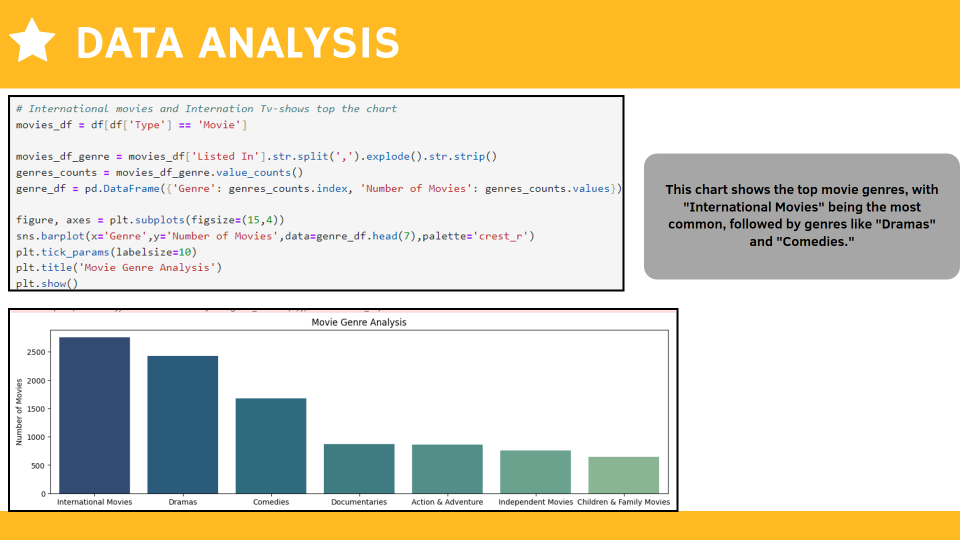 DATA ANALYSIS
# International movies and Internation Tv-shows top the chart
movies_df = df[df['Type'] == 'Movie']
movies_df_genre = movies_df['Listed In'].str.split(',').explode().str.strip()
genres_counts = movies_df_genre.value_counts()
genre_df = pd.DataFrame({'Genre': genres_counts.index, 'Number of Movies': genres_counts.values})
figure, axes = plt.subplots(figsize=(15,4))
sns.barplot(x='Genre',y='Number of Movies',data=genre_df.head(7),palette='crest_r')
plt.tick_params(labelsize=10)
plt.title('Movie Genre Analysis')
plt.show()
This chart shows the top movie genres, with
"International Movies" being the most
common, followed by genres like "Dramas"
and "Comedies."
Movie Genre Analysis
Number of Movies
2500
2000
1500
1000
500
0
International Movies
Dramas
Comedies
Documentaries
Action & Adventure
Independent Movies
Children & Family Movies